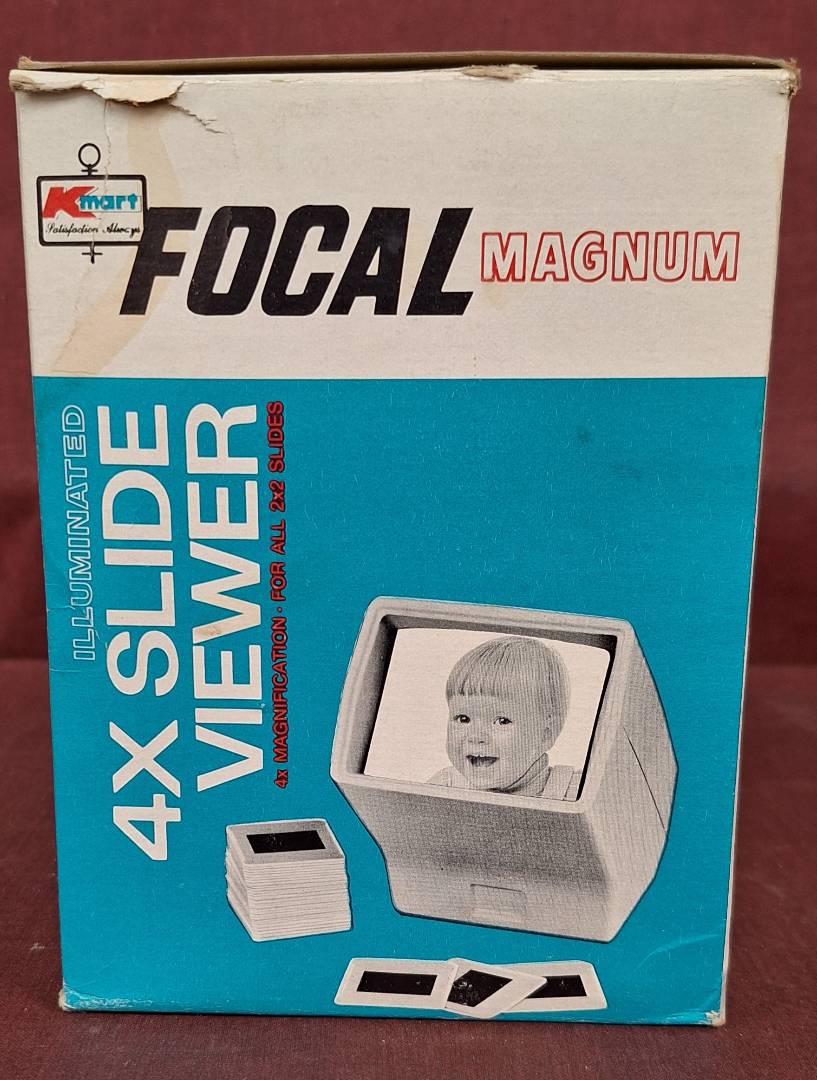 Kmart
Satisfaction Always
FOCAL MAGNUM
ILLUMINATED
4X SLIDE
VIEWER
4x MAGNIFICATION · FOR ALL 2x2 SLIDES